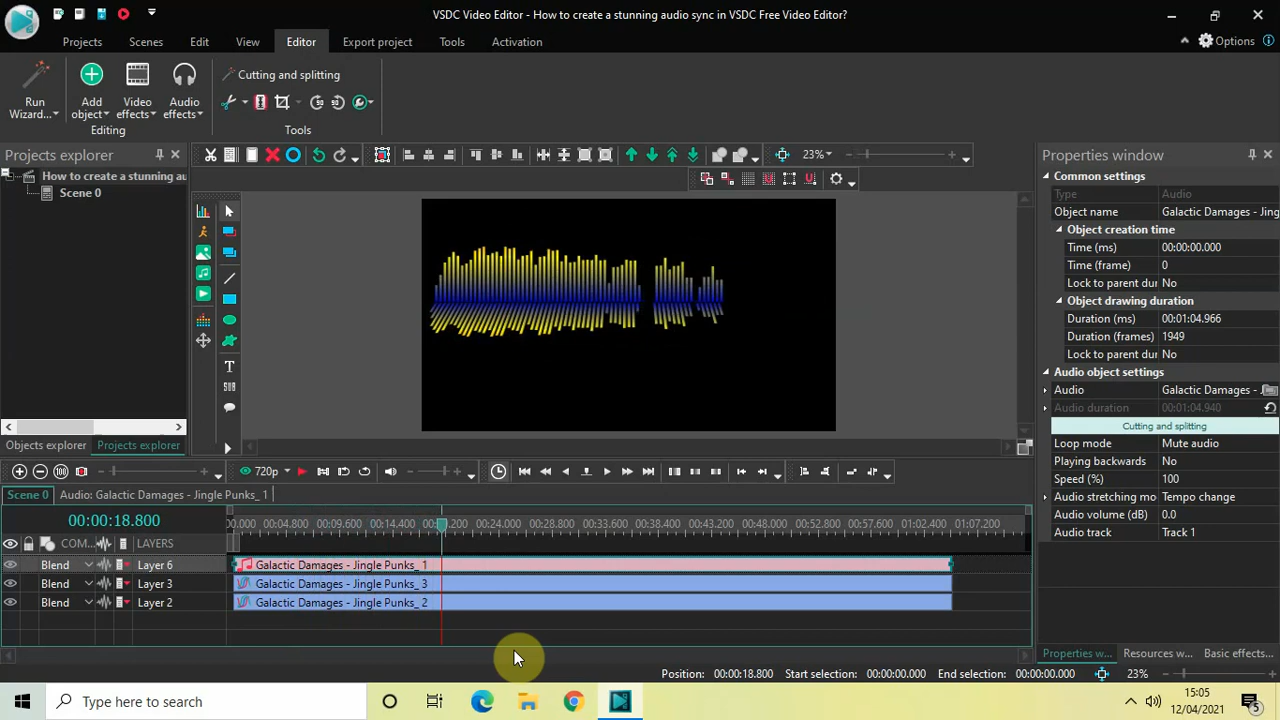 VSDC Video Editor - How to create a stunning audio sync in VSDC Free Video Editor?
Projects Scenes Edit View Editor Export project Tools Activation
Options
Run Wizard...
Add object
Video effects
Audio effects
Editing
Cutting and splitting
Tools
Projects explorer
How to create a stunning au
Scene 0
Objects explorer Projects explorer
23%
Properties window
Common settings
Type Audio
Object name Galactic Damages - Jingl
Object creation time
Time (ms) 00:00:00.000
Time (frame) 0
Lock to parent dur No
Object drawing duration
Duration (ms) 00:01:04.966
Duration (frames) 1949
Lock to parent dur No
Audio object settings
Audio Galactic Damages -
Audio duration 00:01:04.940
Cutting and splitting
Loop mode Mute audio
Playing backwards No
Speed (%) 100
Audio stretching mo Tempo change
Audio volume (dB) 0.0
Audio track Track 1
Properties w... Resources w... Basic effects...
720p
Scene 0 Audio: Galactic Damages - Jingle Punks_ 1
00:00:18.800
0.000 00:04.800 00:09.600 00:14.400 00:24.000 00:28.800 00:33.600 00:38.400 00:43.200 00:48.000 00:52.800 00:57.600 01:02.400 01:07.200
COM... LAYERS
Blend Layer 6 Galactic Damages - Jingle Punks_ 1
Blend Layer 3 Galactic Damages - Jingle Punks_ 3
Blend Layer 2 Galactic Damages - Jingle Punks_ 2
Position: 00:00:18.800 Start selection: 00:00:00.000 End selection: 00:00:00.000 23%
Type here to search
15:05
12/04/2021
5